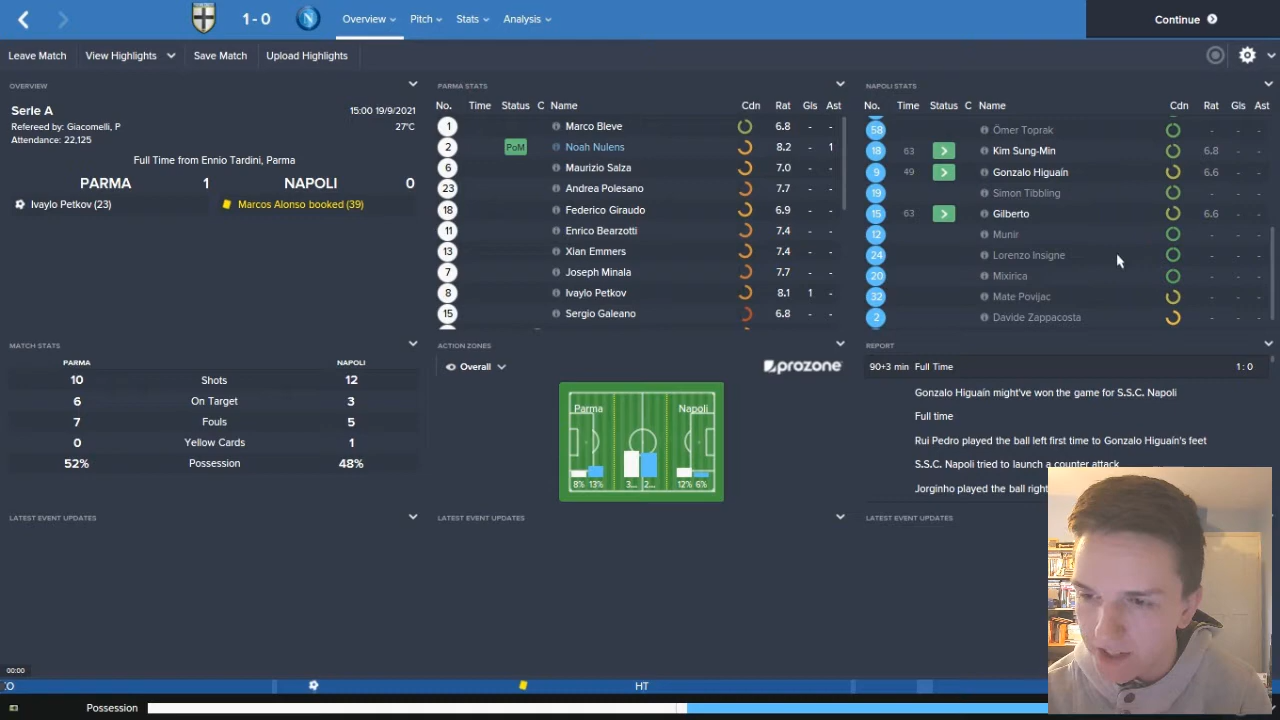 1 - 0 Overview Pitch Stats Analysis Continue
Leave Match View Highlights Save Match Upload Highlights
OVERVIEW
Serie A 15:00 19/9/2021
Refereed by: Giacomelli, P 27°C
Attendance: 22,125
Full Time from Ennio Tardini, Parma
PARMA 1 NAPOLI 0
Ivaylo Petkov (23) Marcos Alonso booked (39)
PARMA STATS
No. Time Status C Name Cdn Rat Gls Ast
1 Marco Bleve 6.8 - -
2 PoM Noah Nulens 8.2 - 1
6 Maurizio Salza 7.0 - -
23 Andrea Polesano 7.7 - -
18 Federico Giraudo 6.9 - -
11 Enrico Bearzotti 7.4 - -
13 Xian Emmers 7.4 - -
7 Joseph Minala 7.7 - -
8 Ivaylo Petkov 8.1 1 -
15 Sergio Galeano 6.8 - -
NAPOLI STATS
No. Time Status C Name Cdn Rat Gls Ast
58 Ömer Toprak - - -
18 63 Kim Sung-Min 6.8 - -
9 49 Gonzalo Higuaín 6.6 - -
19 Simon Tibbling - - -
15 63 Gilberto 6.6 - -
12 Munir - - -
24 Lorenzo Insigne - - -
20 Mixirica - - -
32 Mate Povijac - - -
2 Davide Zappacosta - - -
MATCH STATS
PARMA NAPOLI
10 Shots 12
6 On Target 3
7 Fouls 5
0 Yellow Cards 1
52% Possession 48%
ACTION ZONES
Overall prozone
Parma Napoli
8% 13% 3... 2... 12% 6%
REPORT
90+3 min Full Time 1 : 0
Gonzalo Higuaín might've won the game for S.S.C. Napoli
Full time
Rui Pedro played the ball left first time to Gonzalo Higuaín's feet
S.S.C. Napoli tried to launch a counter attack
Jorginho played the ball right
LATEST EVENT UPDATES
LATEST EVENT UPDATES
LATEST EVENT UPDATES
00:00
HT
Possession